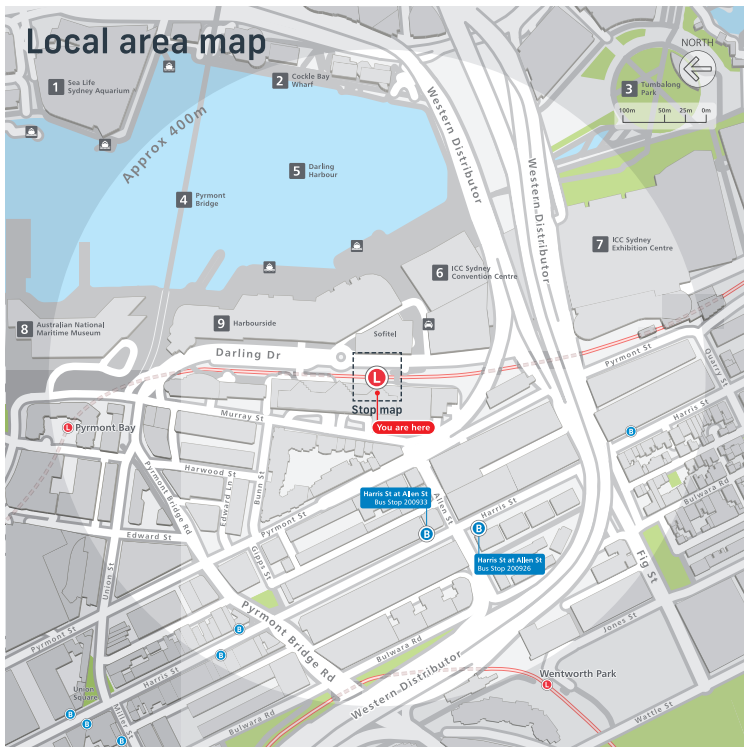 Local area map
NORTH
1
Sea Life
Sydney Aquarium
2
Cockle Bay
Wharf
3
Tumbalong
Park
100m 50m 25m 0m
Approx 400m
Western Distributor
Western Distributor
4
Pyrmont
Bridge
5
Darling
Harbour
6
ICC Sydney
Convention Centre
7
ICC Sydney
Exhibition Centre
8
Australian National
Maritime Museum
9
Harbourside
Sofitel
Darling Dr
L
Stop map
You are here
Pyrmont St
Quarry St
Harris St
B
Bulwara Rd
L
Pyrmont Bay
Murray St
Harwood St
Edward Ln
Bunn St
Pyrmont Bridge Rd
Edward St
Pyrmont St
Gipps St
Union St
Harris St at Allen St
Bus Stop 200933
B
Allen St
Harris St
B
Harris St at Allen St
Bus Stop 200926
Fig St
Jones St
Pyrmont Bridge Rd
Bulwara Rd
Western Distributor
Wentworth Park
L
Wattle St
Pyrmont St
B
B
Harris St
Union
Square
Miller St
B
B
B
Bulwara Rd